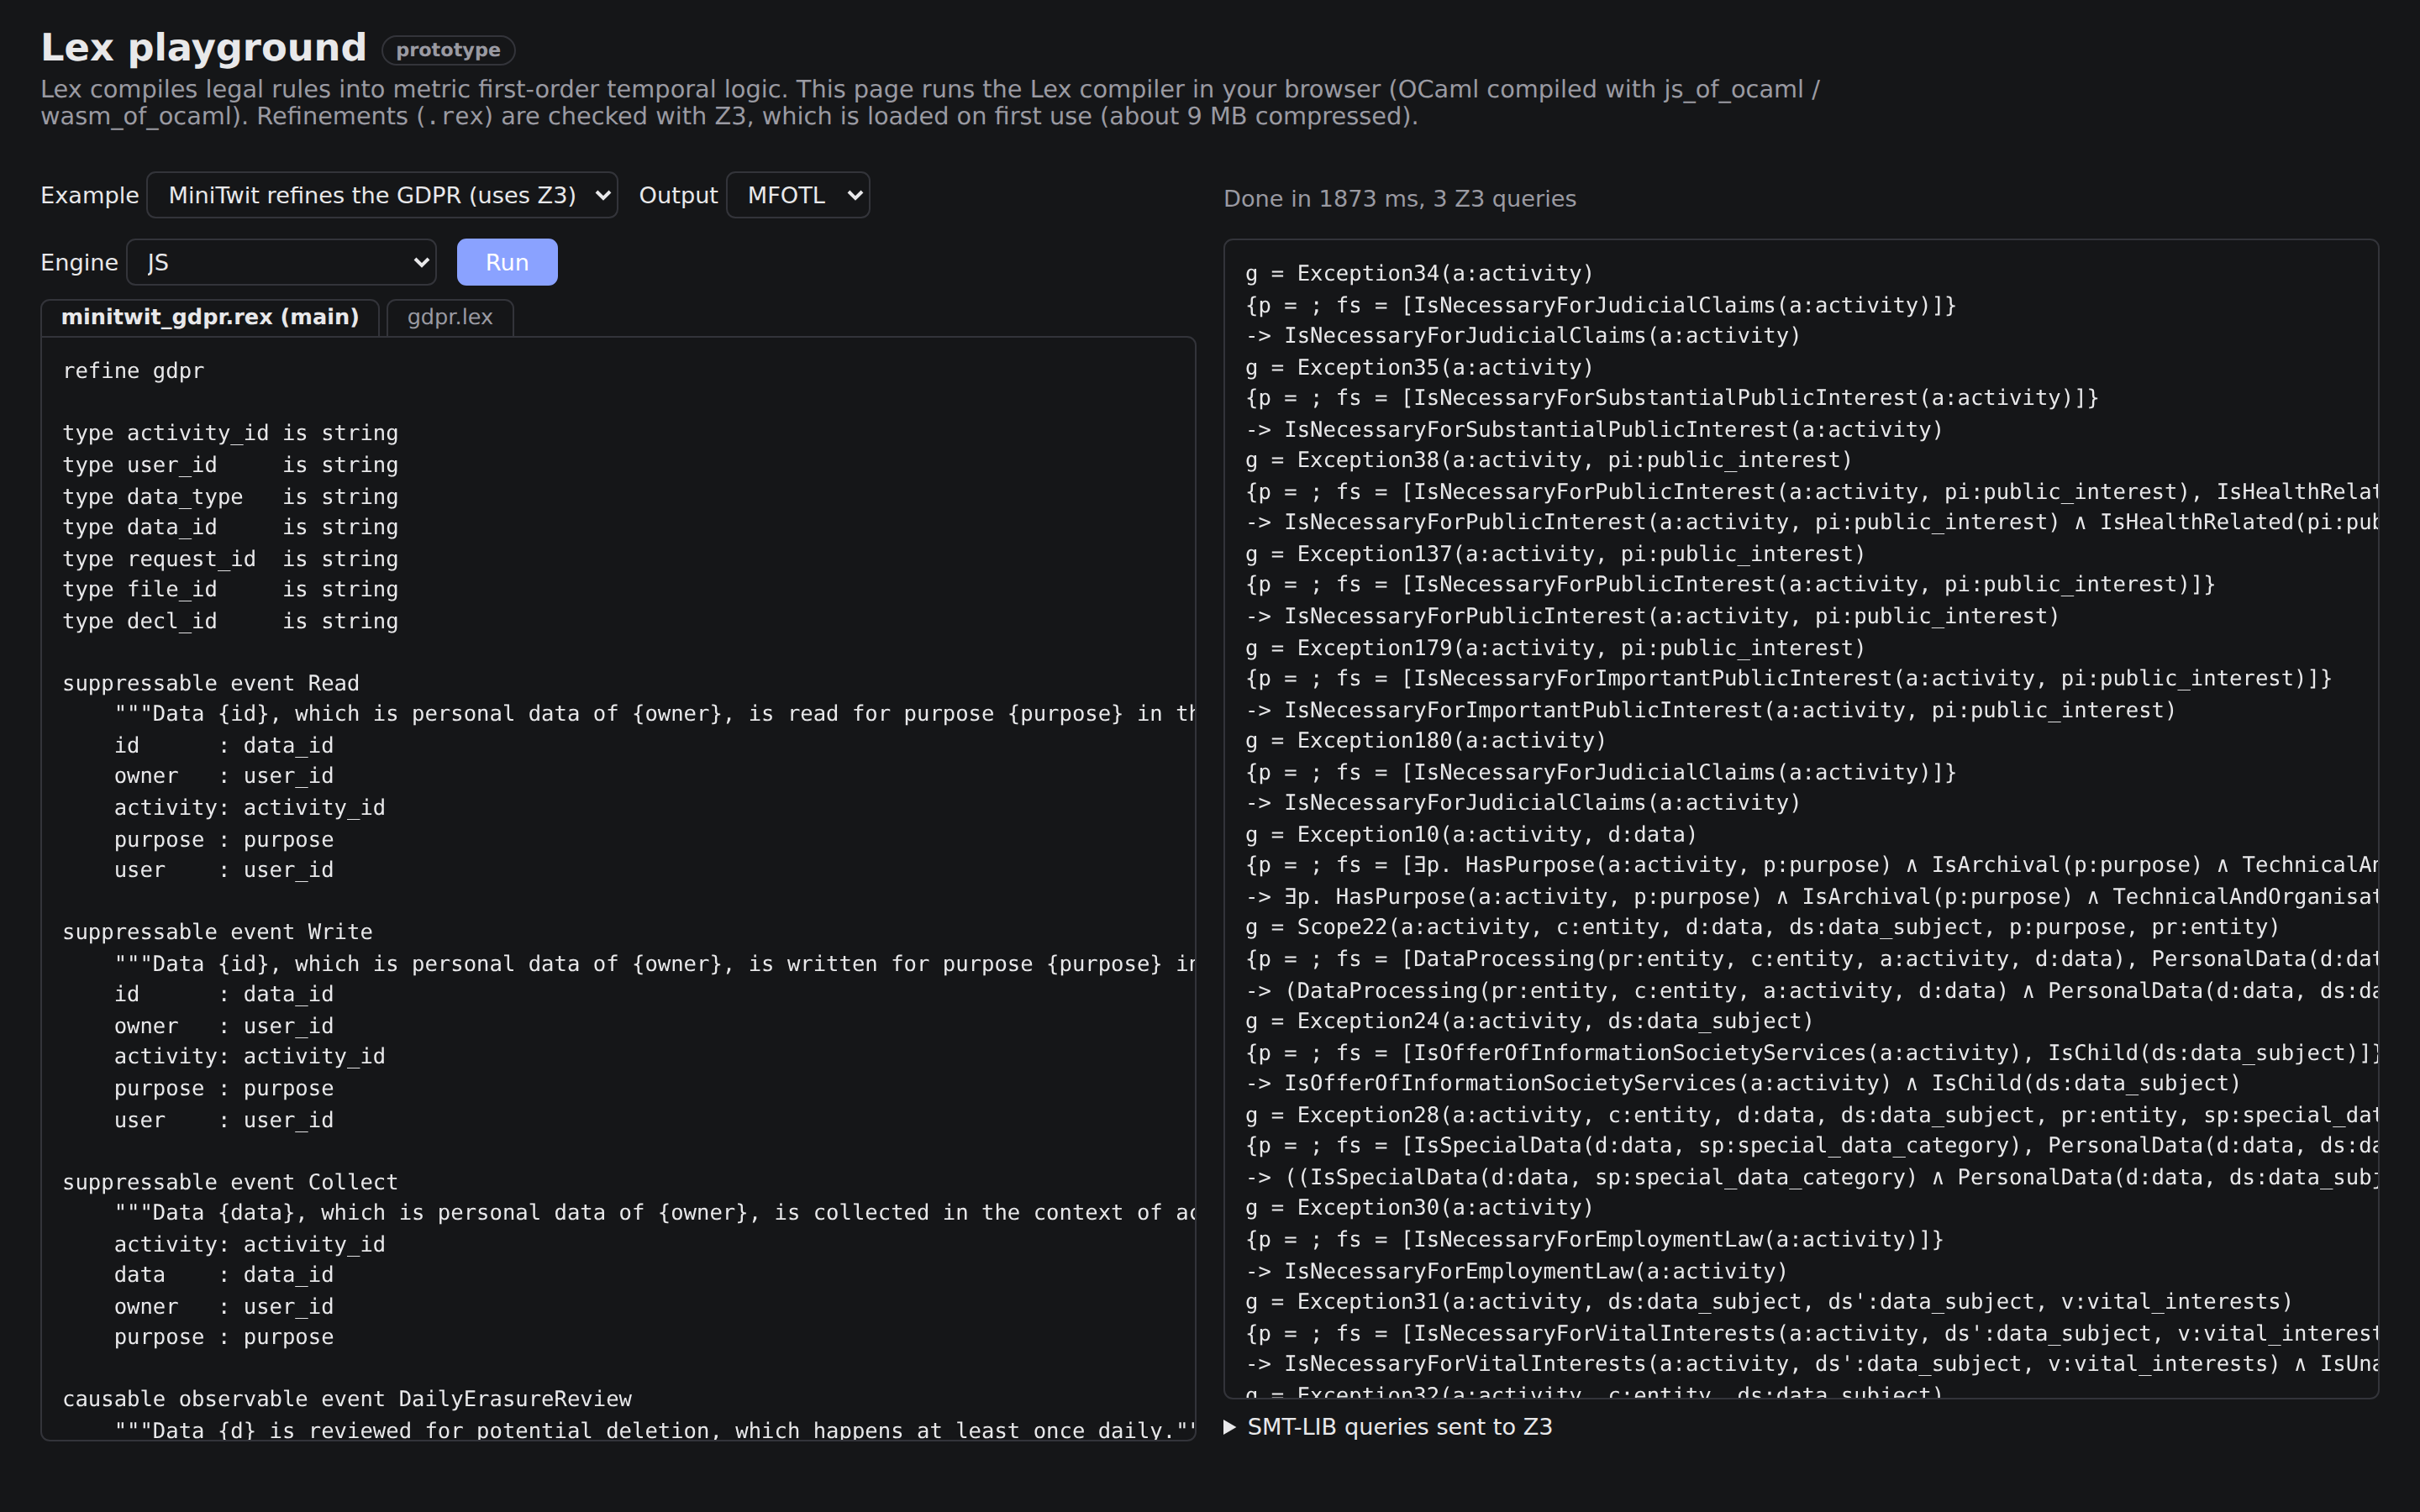 Lex playground prototype
Lex compiles legal rules into metric first-order temporal logic. This page runs the Lex compiler in your browser (OCaml compiled with js_of_ocaml /
wasm_of_ocaml). Refinements (.rex) are checked with Z3, which is loaded on first use (about 9 MB compressed).
Example MiniTwit refines the GDPR (uses Z3) Output MFOTL
Engine JS Run
minitwit_gdpr.rex (main) gdpr.lex
refine gdpr
type activity_id is string
type user_id     is string
type data_type   is string
type data_id     is string
type request_id  is string
type file_id     is string
type decl_id     is string
suppressable event Read
    """Data {id}, which is personal data of {owner}, is read for purpose {purpose} in
    id      : data_id
    owner   : user_id
    activity: activity_id
    purpose : purpose
    user    : user_id
suppressable event Write
    """Data {id}, which is personal data of {owner}, is written for purpose {purpose}
    id      : data_id
    owner   : user_id
    activity: activity_id
    purpose : purpose
    user    : user_id
suppressable event Collect
    """Data {data}, which is personal data of {owner}, is collected in the context of
    activity: activity_id
    data    : data_id
    owner   : user_id
    purpose : purpose
causable observable event DailyErasureReview
    """Data {d} is reviewed for potential deletion, which happens at least once daily."
Done in 1873 ms, 3 Z3 queries
g = Exception34(a:activity)
{p = ; fs = [IsNecessaryForJudicialClaims(a:activity)]}
-> IsNecessaryForJudicialClaims(a:activity)
g = Exception35(a:activity)
{p = ; fs = [IsNecessaryForSubstantialPublicInterest(a:activity)]}
-> IsNecessaryForSubstantialPublicInterest(a:activity)
g = Exception38(a:activity, pi:public_interest)
{p = ; fs = [IsNecessaryForPublicInterest(a:activity, pi:public_interest), IsHealthRelat
-> IsNecessaryForPublicInterest(a:activity, pi:public_interest) ∧ IsHealthRelated(pi:pub
g = Exception137(a:activity, pi:public_interest)
{p = ; fs = [IsNecessaryForPublicInterest(a:activity, pi:public_interest)]}
-> IsNecessaryForPublicInterest(a:activity, pi:public_interest)
g = Exception179(a:activity, pi:public_interest)
{p = ; fs = [IsNecessaryForImportantPublicInterest(a:activity, pi:public_interest)]}
-> IsNecessaryForImportantPublicInterest(a:activity, pi:public_interest)
g = Exception180(a:activity)
{p = ; fs = [IsNecessaryForJudicialClaims(a:activity)]}
-> IsNecessaryForJudicialClaims(a:activity)
g = Exception10(a:activity, d:data)
{p = ; fs = [∃p. HasPurpose(a:activity, p:purpose) ∧ IsArchival(p:purpose) ∧ TechnicalAn
-> ∃p. HasPurpose(a:activity, p:purpose) ∧ IsArchival(p:purpose) ∧ TechnicalAndOrganisat
g = Scope22(a:activity, c:entity, d:data, ds:data_subject, p:purpose, pr:entity)
{p = ; fs = [DataProcessing(pr:entity, c:entity, a:activity, d:data), PersonalData(d:dat
-> (DataProcessing(pr:entity, c:entity, a:activity, d:data) ∧ PersonalData(d:data, ds:da
g = Exception24(a:activity, ds:data_subject)
{p = ; fs = [IsOfferOfInformationSocietyServices(a:activity), IsChild(ds:data_subject)]}
-> IsOfferOfInformationSocietyServices(a:activity) ∧ IsChild(ds:data_subject)
g = Exception28(a:activity, c:entity, d:data, ds:data_subject, pr:entity, sp:special_dat
{p = ; fs = [IsSpecialData(d:data, sp:special_data_category), PersonalData(d:data, ds:da
-> ((IsSpecialData(d:data, sp:special_data_category) ∧ PersonalData(d:data, ds:data_subj
g = Exception30(a:activity)
{p = ; fs = [IsNecessaryForEmploymentLaw(a:activity)]}
-> IsNecessaryForEmploymentLaw(a:activity)
g = Exception31(a:activity, ds:data_subject, ds':data_subject, v:vital_interests)
{p = ; fs = [IsNecessaryForVitalInterests(a:activity, ds':data_subject, v:vital_interest
-> IsNecessaryForVitalInterests(a:activity, ds':data_subject, v:vital_interests) ∧ IsUna
g = Exception32(a:activity, c:entity, ds:data_subject)
SMT-LIB queries sent to Z3